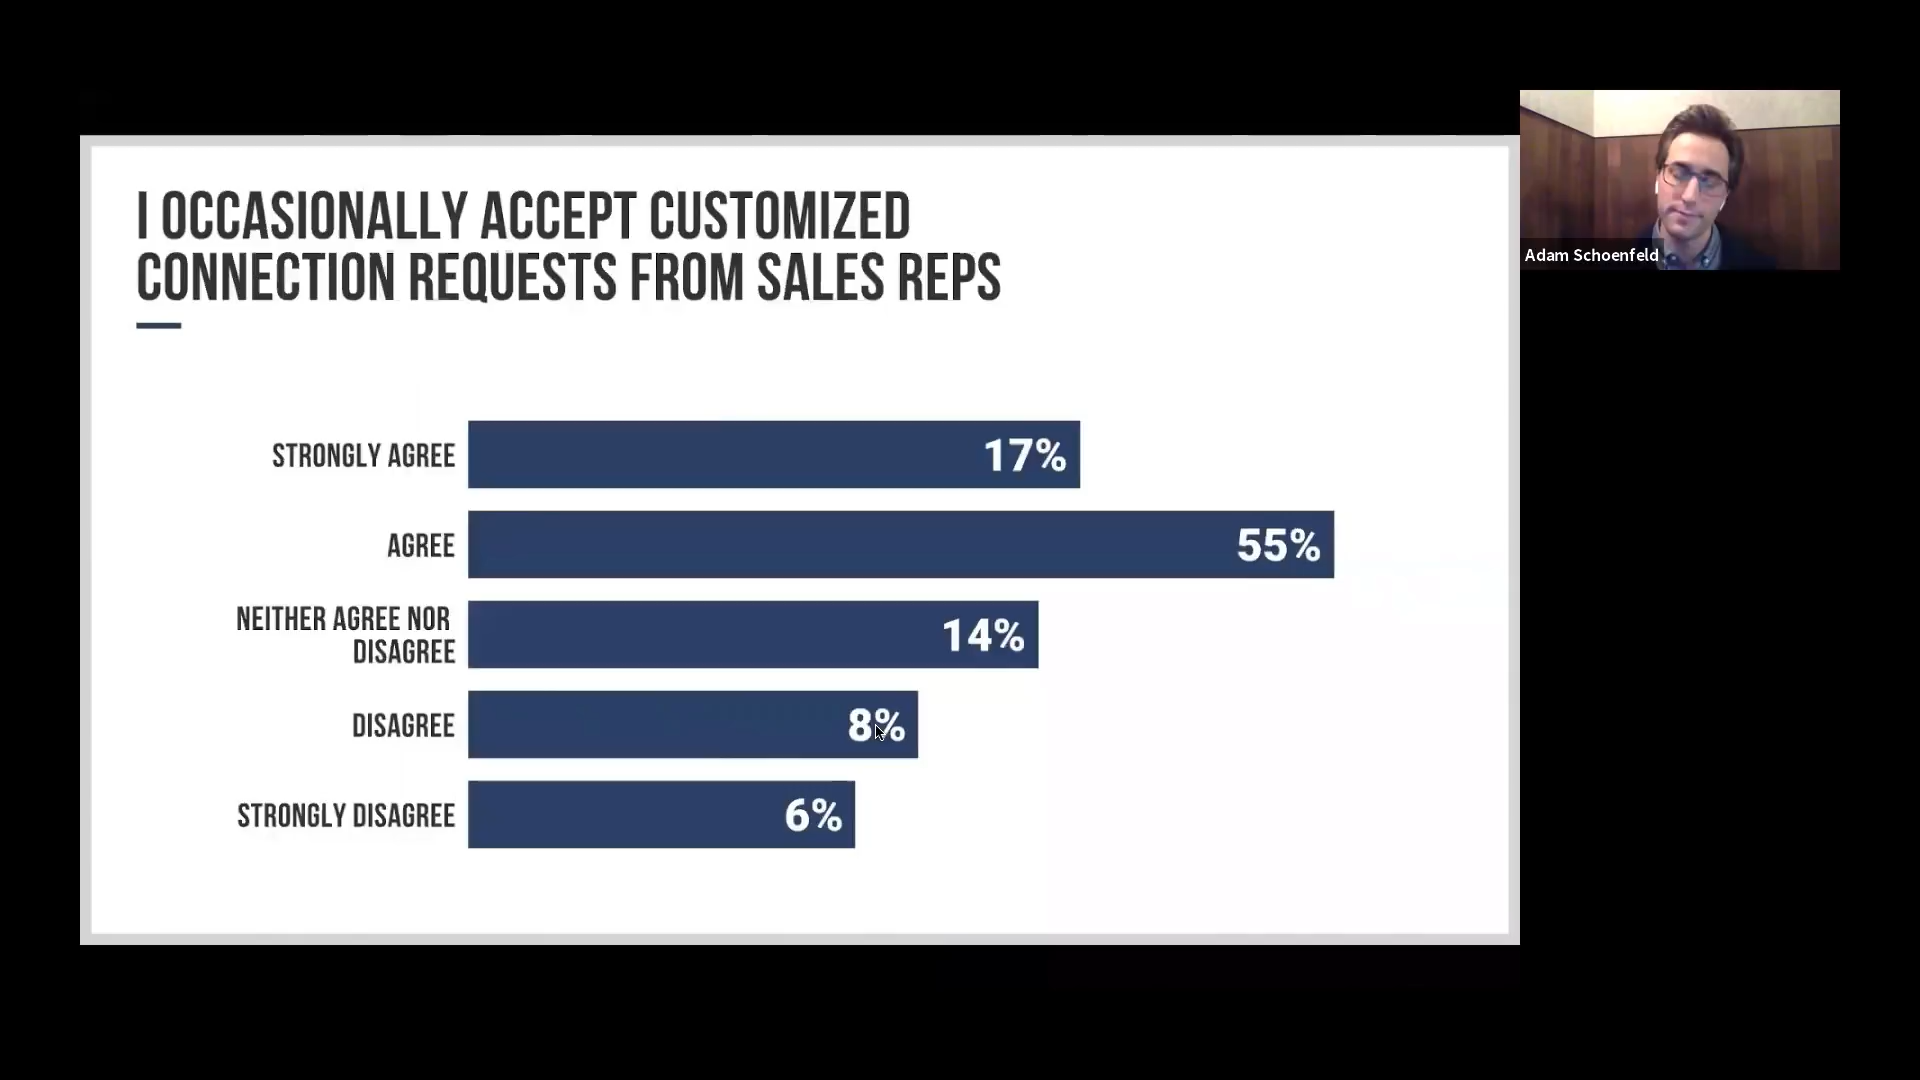 I OCCASIONALLY ACCEPT CUSTOMIZED
CONNECTION REQUESTS FROM SALES REPS
STRONGLY AGREE 17%
AGREE 55%
NEITHER AGREE NOR
DISAGREE 14%
DISAGREE 8%
STRONGLY DISAGREE 6%
Adam Schoenfeld